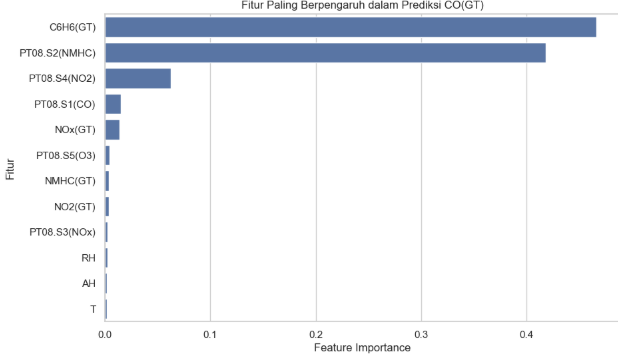 Fitur Paling Berpengaruh dalam Prediksi CO(GT)
C6H6(GT)
PT08.S2(NMHC)
PT08.S4(NO2)
PT08.S1(CO)
NOx(GT)
PT08.S5(O3)
NMHC(GT)
NO2(GT)
PT08.S3(NOx)
RH
AH
T
Fitur
0.0 0.1 0.2 0.3 0.4
Feature Importance